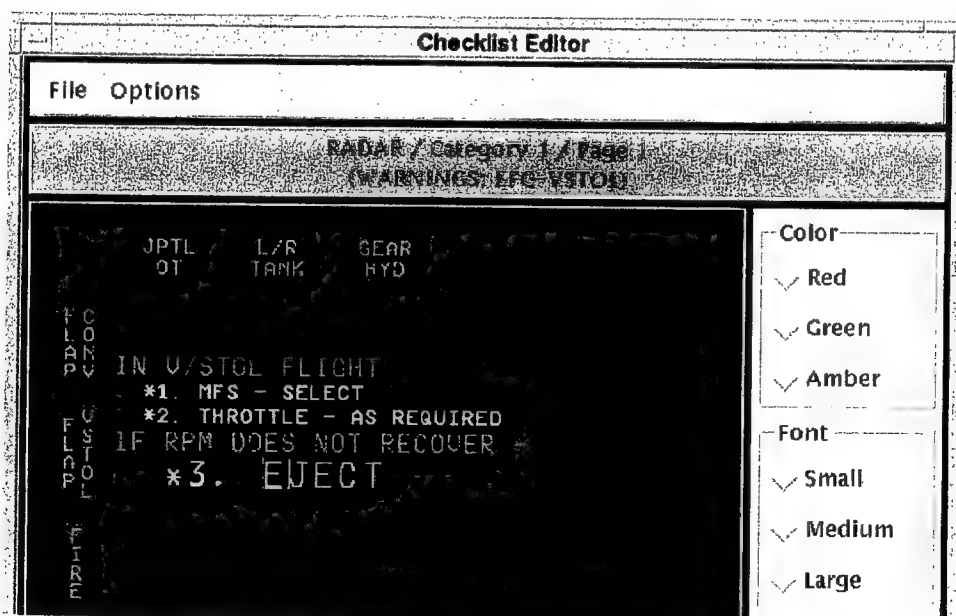 Checklist Editor
File Options
RADAR / Category 1 / Page 1
(WARNINGS: EFC-VSTOL)
JPTL L/R GEAR
OT TANK HYD
FLAP CONV
IN V/STOL FLIGHT
*1. MFS - SELECT
*2. THROTTLE - AS REQUIRED
FLAP VSTOL
IF RPM DOES NOT RECOVER
*3. EJECT
FIRE
Color
Red
Green
Amber
Font
Small
Medium
Large